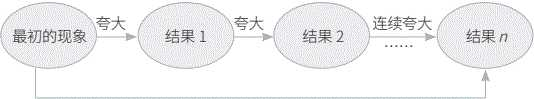 最初的现象
夸大
结果 1
夸大
结果 2
连续夸大
……
结果 n